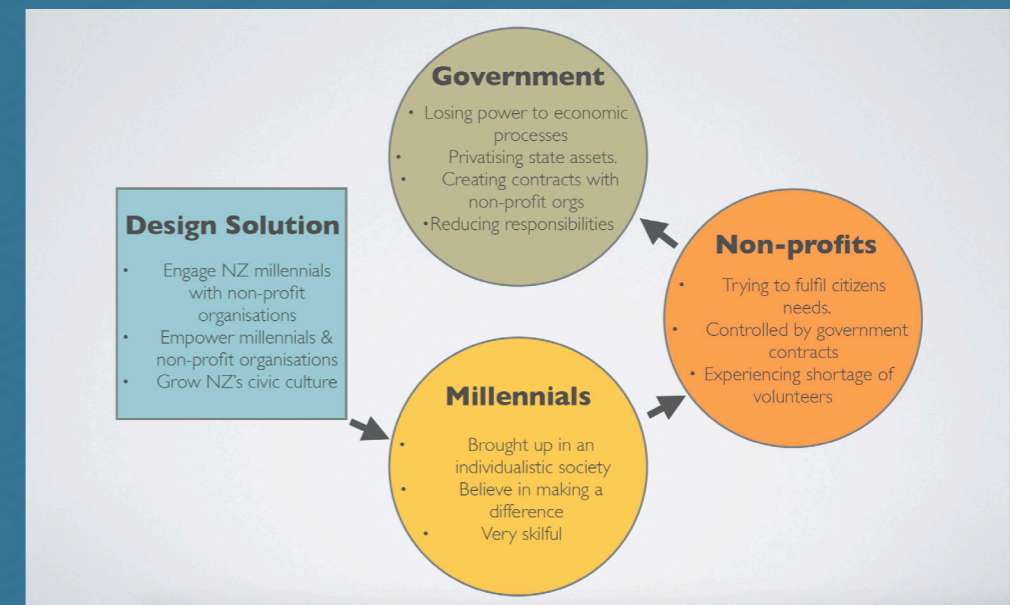 Government
• Losing power to economic
processes
• Privatising state assets.
• Creating contracts with
non-profit orgs
•Reducing responsibilities
Design Solution
• Engage NZ millennials
with non-profit
organisations
• Empower millennials &
non-profit organisations
• Grow NZ's civic culture
Non-profits
• Trying to fulfil citizens
needs.
• Controlled by government
contracts
• Experiencing shortage of
volunteers
Millennials
• Brought up in an
individualistic society
• Believe in making a
difference
• Very skilful